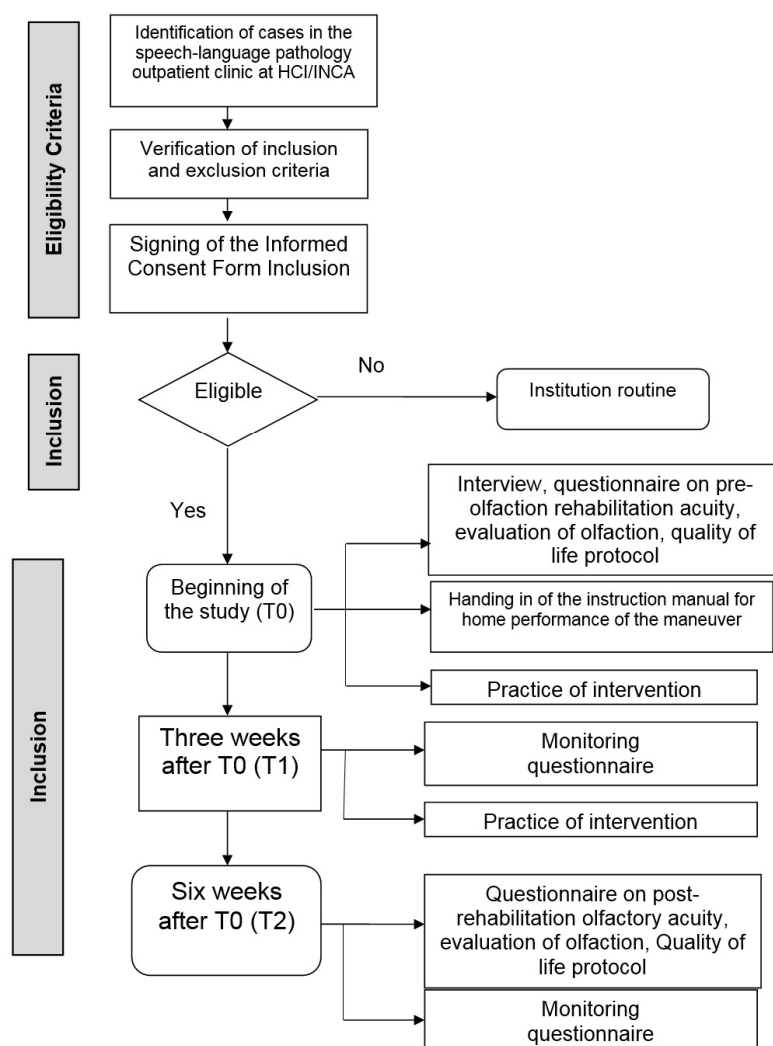 Eligibility Criteria
Identification of cases in the
speech-language pathology
outpatient clinic at HCI/INCA
Verification of inclusion
and exclusion criteria
Signing of the Informed
Consent Form Inclusion
Inclusion
Eligible
No
Institution routine
Yes
Inclusion
Beginning of
the study (T0)
Interview, questionnaire on pre-
olfaction rehabilitation acuity,
evaluation of olfaction, quality of
life protocol
Handing in of the instruction manual for
home performance of the maneuver
Practice of intervention
Three weeks
after T0 (T1)
Monitoring
questionnaire
Practice of intervention
Six weeks
after T0 (T2)
Questionnaire on post-
rehabilitation olfactory acuity,
evaluation of olfaction, Quality of
life protocol
Monitoring
questionnaire